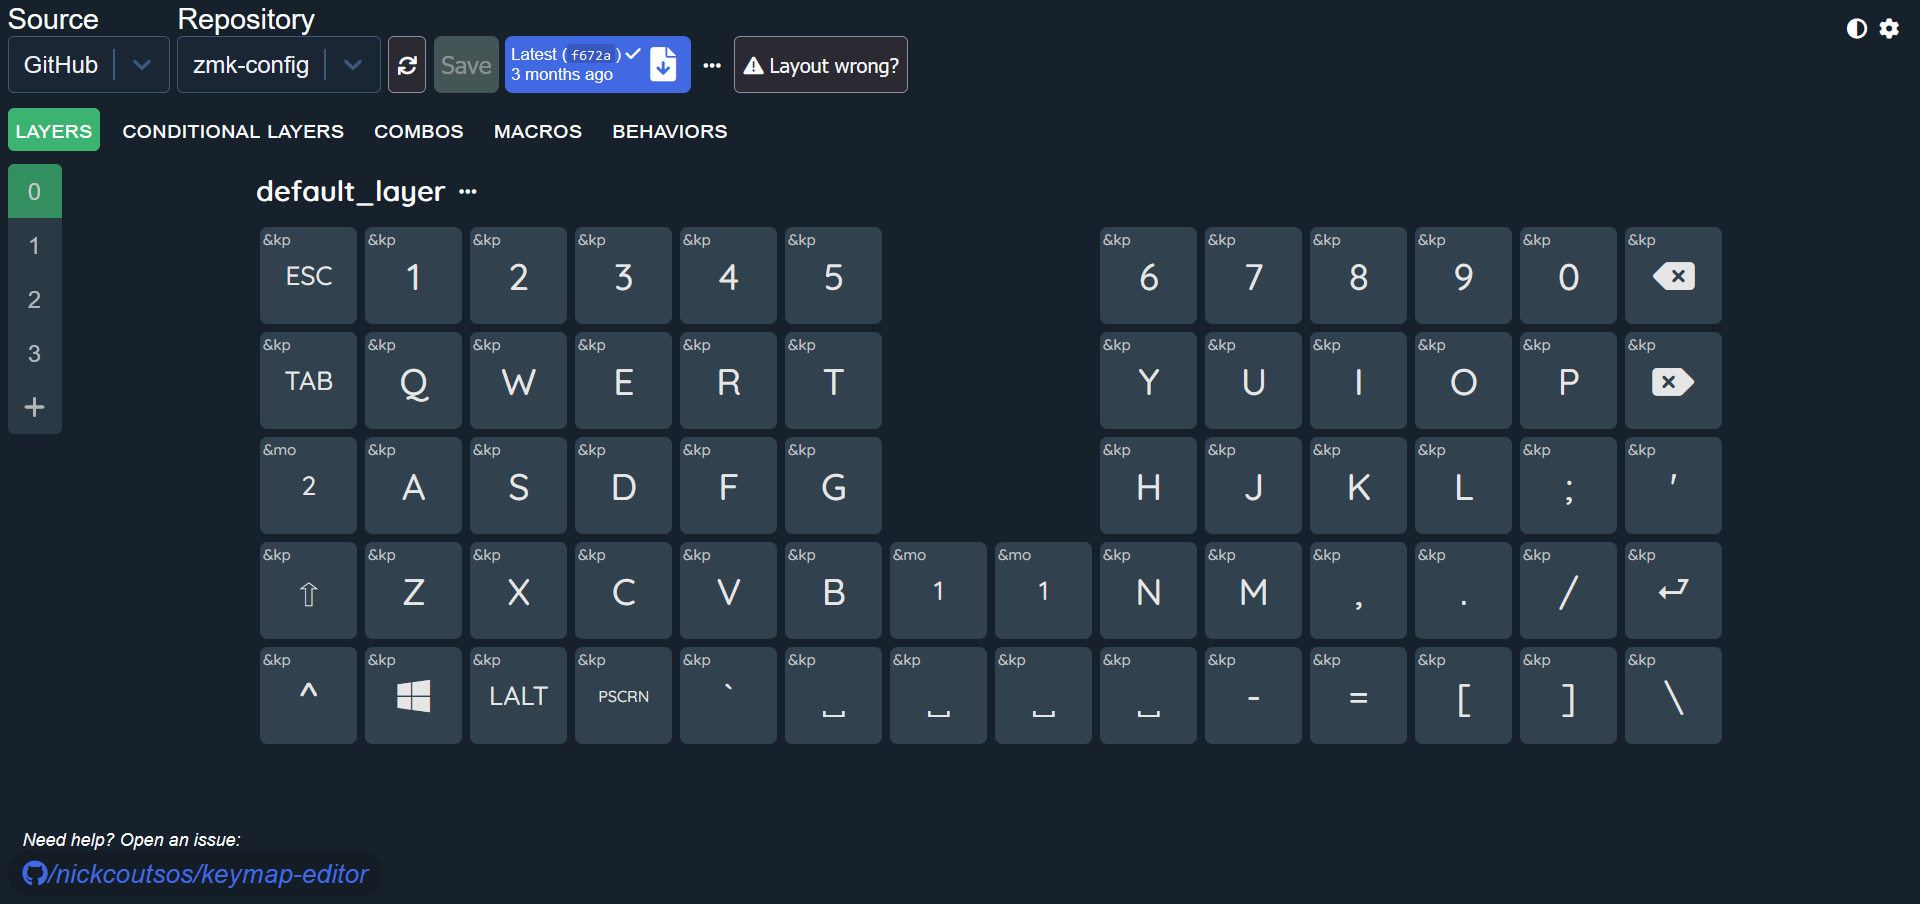 Source Repository
GitHub zmk-config Save Latest (f672a) 3 months ago Layout wrong?
LAYERS CONDITIONAL LAYERS COMBOS MACROS BEHAVIORS
0
1
2
3
+
default_layer ...
&kp &kp &kp &kp &kp &kp &kp &kp &kp &kp &kp &kp
ESC 1 2 3 4 5 6 7 8 9 0
&kp &kp &kp &kp &kp &kp &kp &kp &kp &kp &kp &kp
TAB Q W E R T Y U I O P
&mo &kp &kp &kp &kp &kp &kp &kp &kp &kp &kp &kp
2 A S D F G H J K L ; '
&kp &kp &kp &kp &kp &kp &mo &mo &kp &kp &kp &kp &kp &kp
⇧ Z X C V B 1 1 N M , . /
&kp &kp &kp &kp &kp &kp &kp &kp &kp &kp &kp &kp &kp &kp
^ LALT PSCRN ` ⎵ ⎵ ⎵ ⎵ - = [ ] \
Need help? Open an issue:
/nickcoutsos/keymap-editor